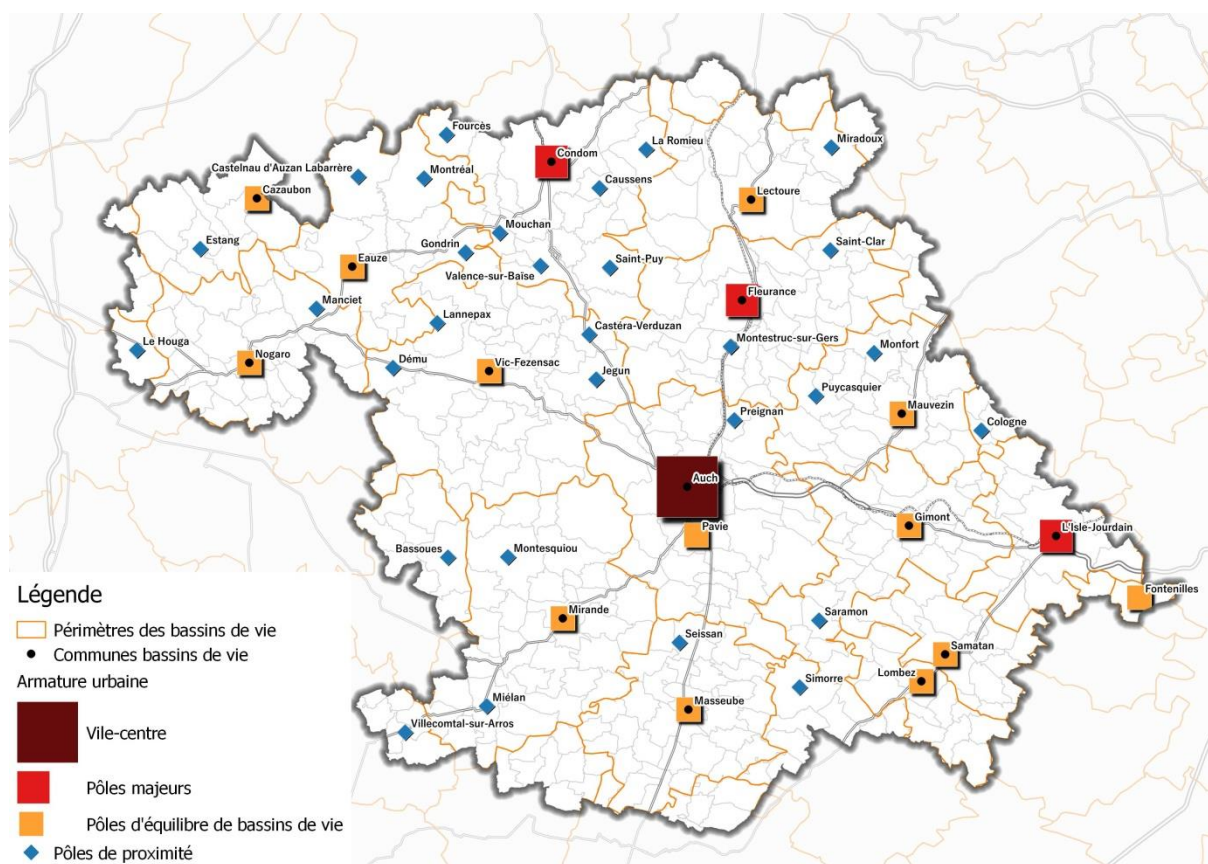 Fourcès
Condom
La Romieu
Miradoux
Castelnau d'Auzan Labarrère
Montréal
Caussens
Cazaubon
Lectoure
Mouchan
Estang
Gondrin
Saint-Clar
Eauze
Valence-sur-Baïse
Saint-Puy
Fleurance
Manciet
Lannepax
Castéra-Verduzan
Le Houga
Montestruc-sur-Gers
Monfort
Nogaro
Dému
Vic-Fezensac
Jegun
Puycasquier
Mauvezin
Preignan
Cologne
Auch
Gimont
Pavie
L'Isle-Jourdain
Bassoues
Montesquiou
Fontenilles
Mirande
Saramon
Seissan
Samatan
Lombez
Simorre
Miélan
Masseube
Villecomtal-sur-Arros
Légende
Périmètres des bassins de vie
Communes bassins de vie
Armature urbaine
Vile-centre
Pôles majeurs
Pôles d'équilibre de bassins de vie
Pôles de proximité